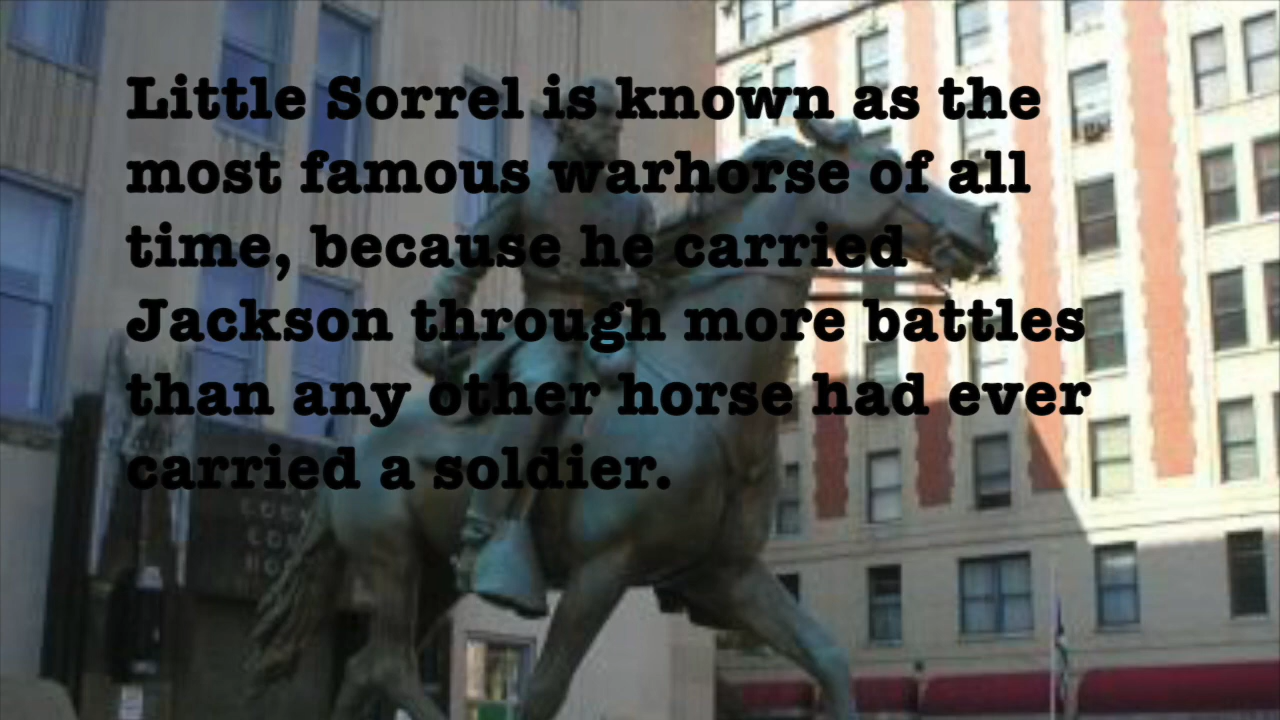 Little Sorrel is known as the
most famous warhorse of all
time, because he carried
Jackson through more battles
than any other horse had ever
carried a soldier.